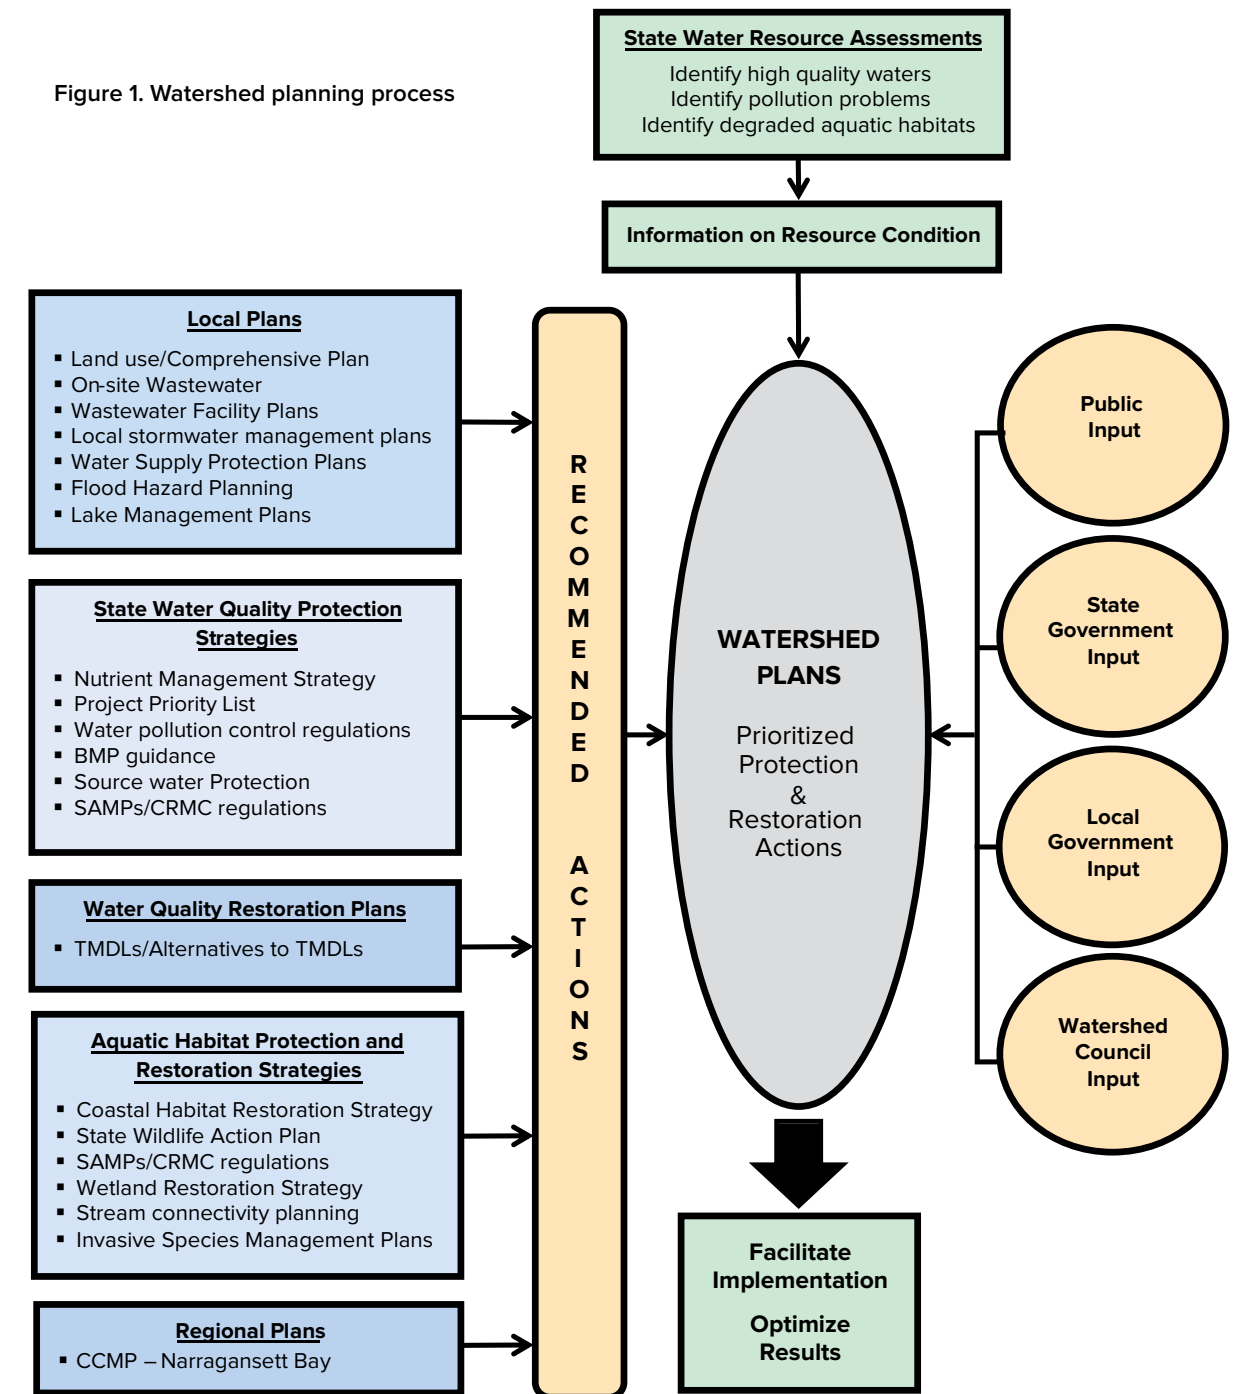 Figure 1. Watershed planning process
State Water Resource Assessments
Identify high quality waters
Identify pollution problems
Identify degraded aquatic habitats
Information on Resource Condition
Local Plans
▪ Land use/Comprehensive Plan
▪ On-site Wastewater
▪ Wastewater Facility Plans
▪ Local stormwater management plans
▪ Water Supply Protection Plans
▪ Flood Hazard Planning
▪ Lake Management Plans
State Water Quality Protection
Strategies
▪ Nutrient Management Strategy
▪ Project Priority List
▪ Water pollution control regulations
▪ BMP guidance
▪ Source water Protection
▪ SAMPs/CRMC regulations
Water Quality Restoration Plans
▪ TMDLs/Alternatives to TMDLs
Aquatic Habitat Protection and
Restoration Strategies
▪ Coastal Habitat Restoration Strategy
▪ State Wildlife Action Plan
▪ SAMPs/CRMC regulations
▪ Wetland Restoration Strategy
▪ Stream connectivity planning
▪ Invasive Species Management Plans
Regional Plans
▪ CCMP – Narragansett Bay
RECOMMENDED ACTIONS
WATERSHED
PLANS
Prioritized
Protection
&
Restoration
Actions
Public
Input
State
Government
Input
Local
Government
Input
Watershed
Council
Input
Facilitate
Implementation
Optimize
Results